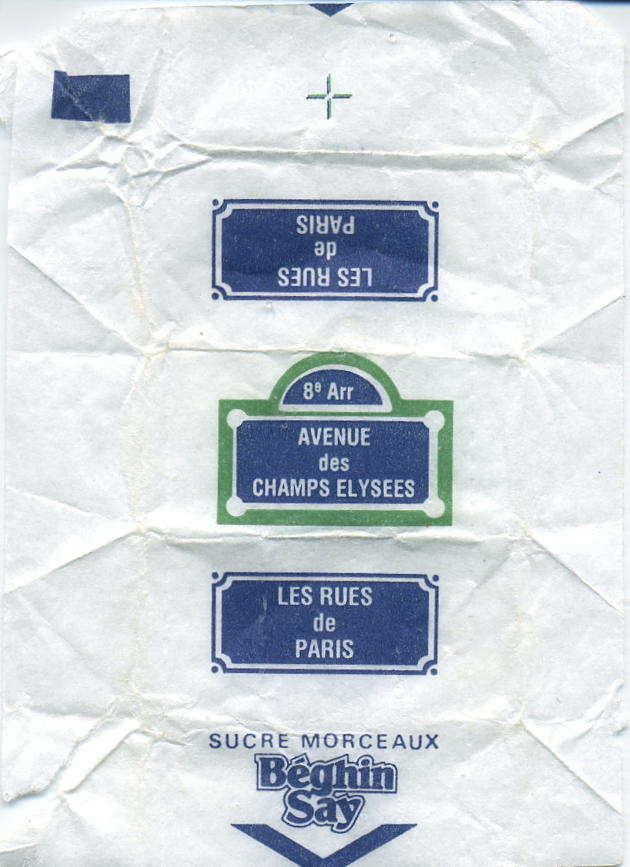 LES RUES
de
PARIS
8e Arr
AVENUE
des
CHAMPS ELYSEES
LES RUES
de
PARIS
SUCRE MORCEAUX
Béghin
Say